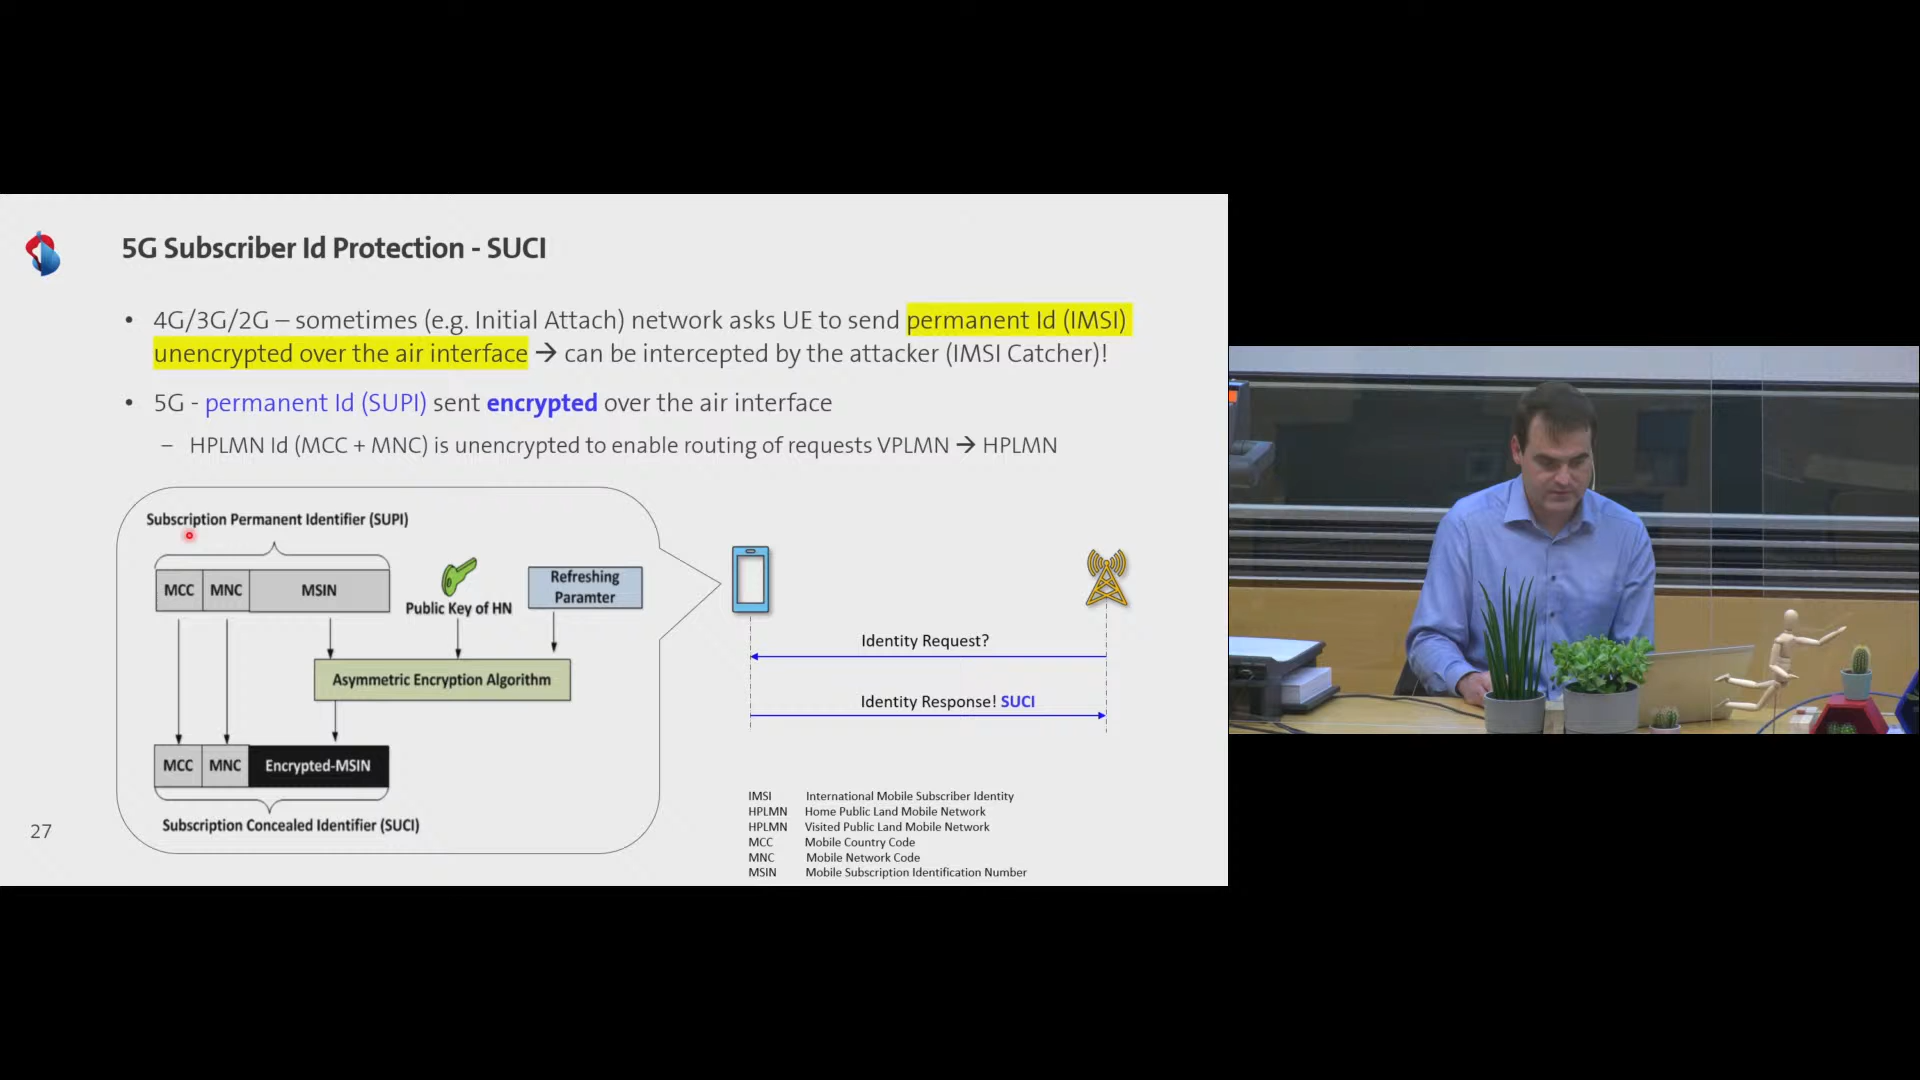 5G Subscriber Id Protection - SUCI
• 4G/3G/2G – sometimes (e.g. Initial Attach) network asks UE to send permanent Id (IMSI)
unencrypted over the air interface → can be intercepted by the attacker (IMSI Catcher)!
• 5G - permanent Id (SUPI) sent encrypted over the air interface
– HPLMN Id (MCC + MNC) is unencrypted to enable routing of requests VPLMN → HPLMN
Subscription Permanent Identifier (SUPI)
MCC MNC MSIN
Public Key of HN
Refreshing
Paramter
Asymmetric Encryption Algorithm
MCC MNC Encrypted-MSIN
Subscription Concealed Identifier (SUCI)
Identity Request?
Identity Response! SUCI
IMSI International Mobile Subscriber Identity
HPLMN Home Public Land Mobile Network
HPLMN Visited Public Land Mobile Network
MCC Mobile Country Code
MNC Mobile Network Code
MSIN Mobile Subscription Identification Number
27